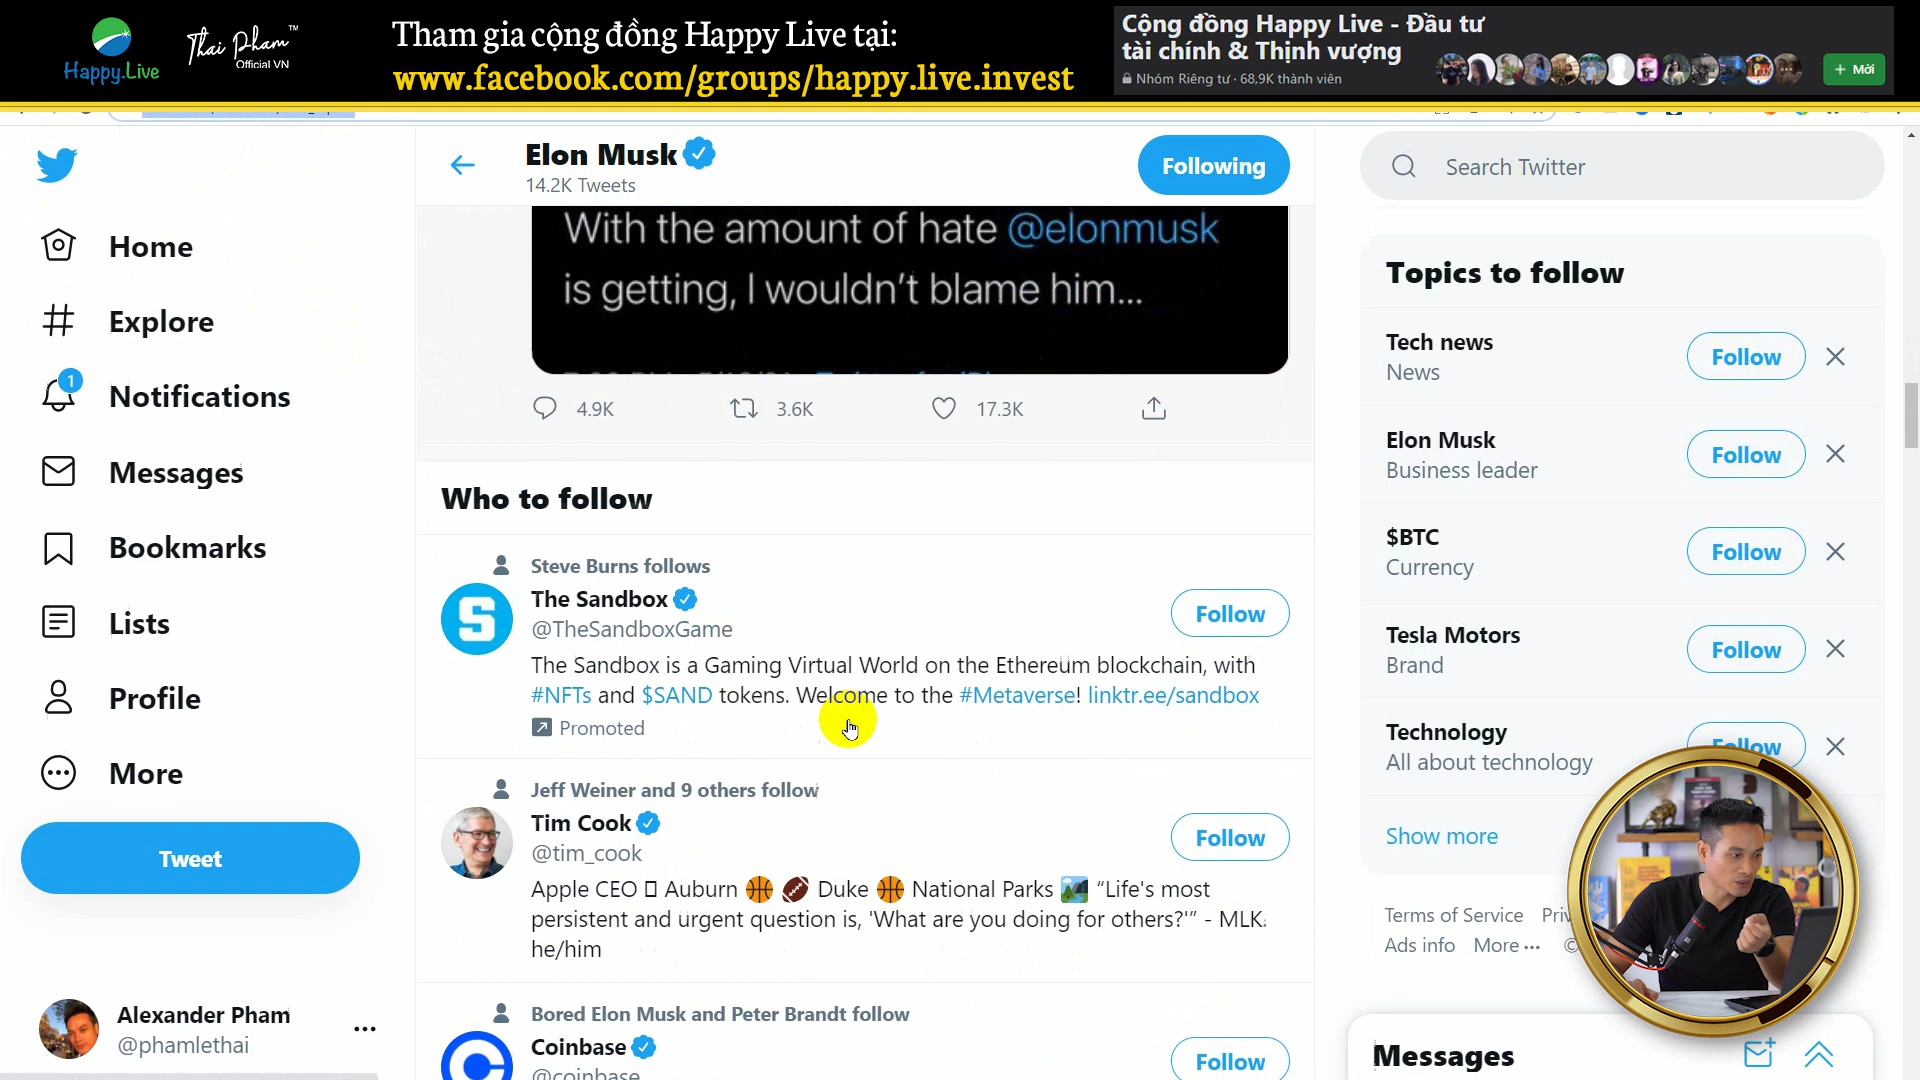 Happy.Live
Thai Pham™
Official VN
Tham gia cộng đồng Happy Live tại:
www.facebook.com/groups/happy.live.invest
Cộng đồng Happy Live - Đầu tư
tài chính & Thịnh vượng
Nhóm Riêng tư · 68,9K thành viên
+ Mời
Home
Explore
1
Notifications
Messages
Bookmarks
Lists
Profile
More
Tweet
Alexander Pham
@phamlethai
Elon Musk
14.2K Tweets
Following
With the amount of hate @elonmusk
is getting, I wouldn’t blame him...
4.9K
3.6K
17.3K
Who to follow
Steve Burns follows
The Sandbox
@TheSandboxGame
Follow
The Sandbox is a Gaming Virtual World on the Ethereum blockchain, with
#NFTs and $SAND tokens. Welcome to the #Metaverse! linktr.ee/sandbox
Promoted
Jeff Weiner and 9 others follow
Tim Cook
@tim_cook
Follow
Apple CEO Auburn 🏀 🏈 Duke 🏀 National Parks 🏞️ “Life's most
persistent and urgent question is, 'What are you doing for others?'” - MLK.
he/him
Bored Elon Musk and Peter Brandt follow
Coinbase
@coinbase
Follow
Search Twitter
Topics to follow
Tech news
News
Follow
Elon Musk
Business leader
Follow
$BTC
Currency
Follow
Tesla Motors
Brand
Follow
Technology
All about technology
Follow
Show more
Terms of Service
Ads info More ··· ©
Messages